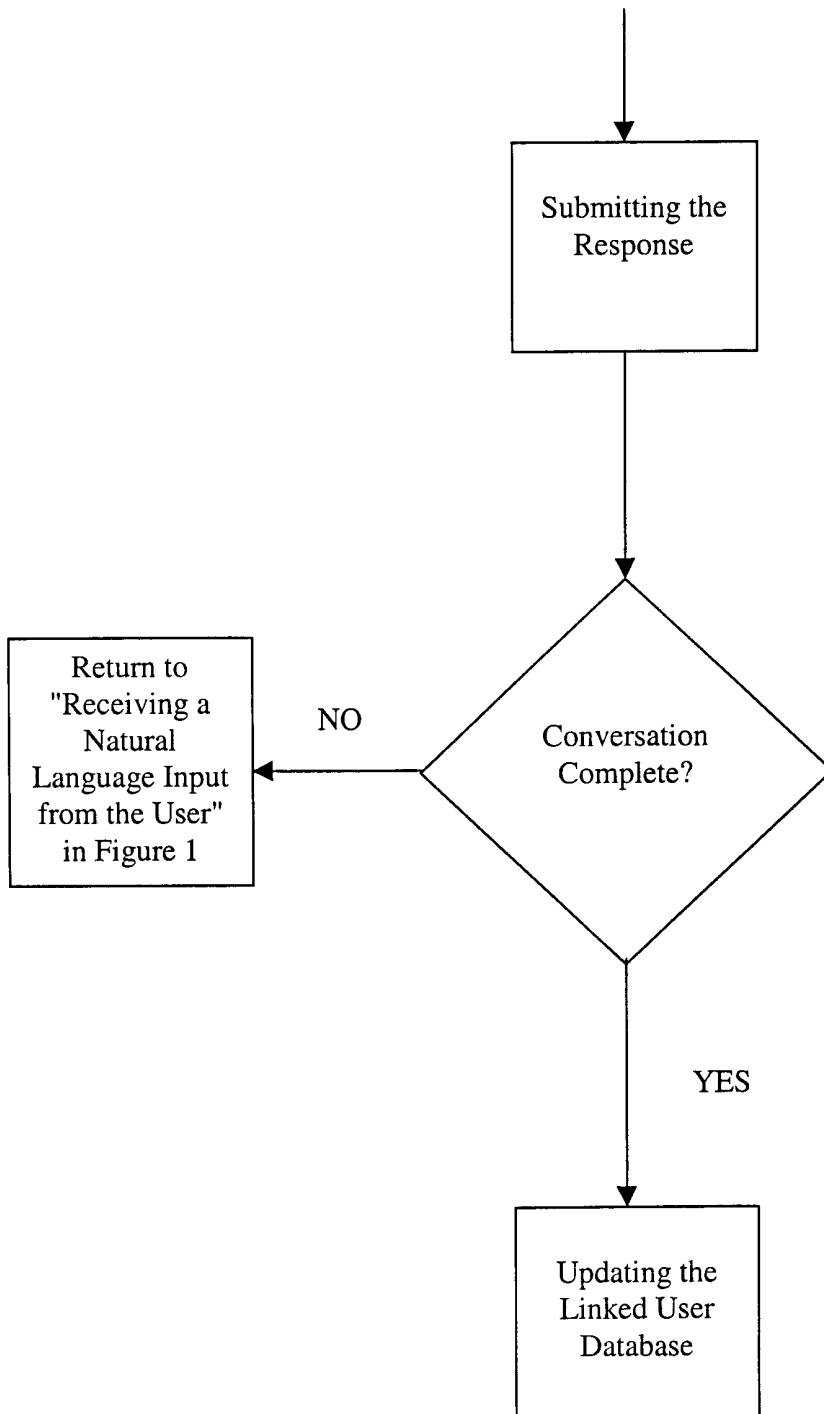 Submitting the
Response
Return to
"Receiving a
Natural
Language Input
from the User"
in Figure 1
NO
Conversation
Complete?
YES
Updating the
Linked User
Database